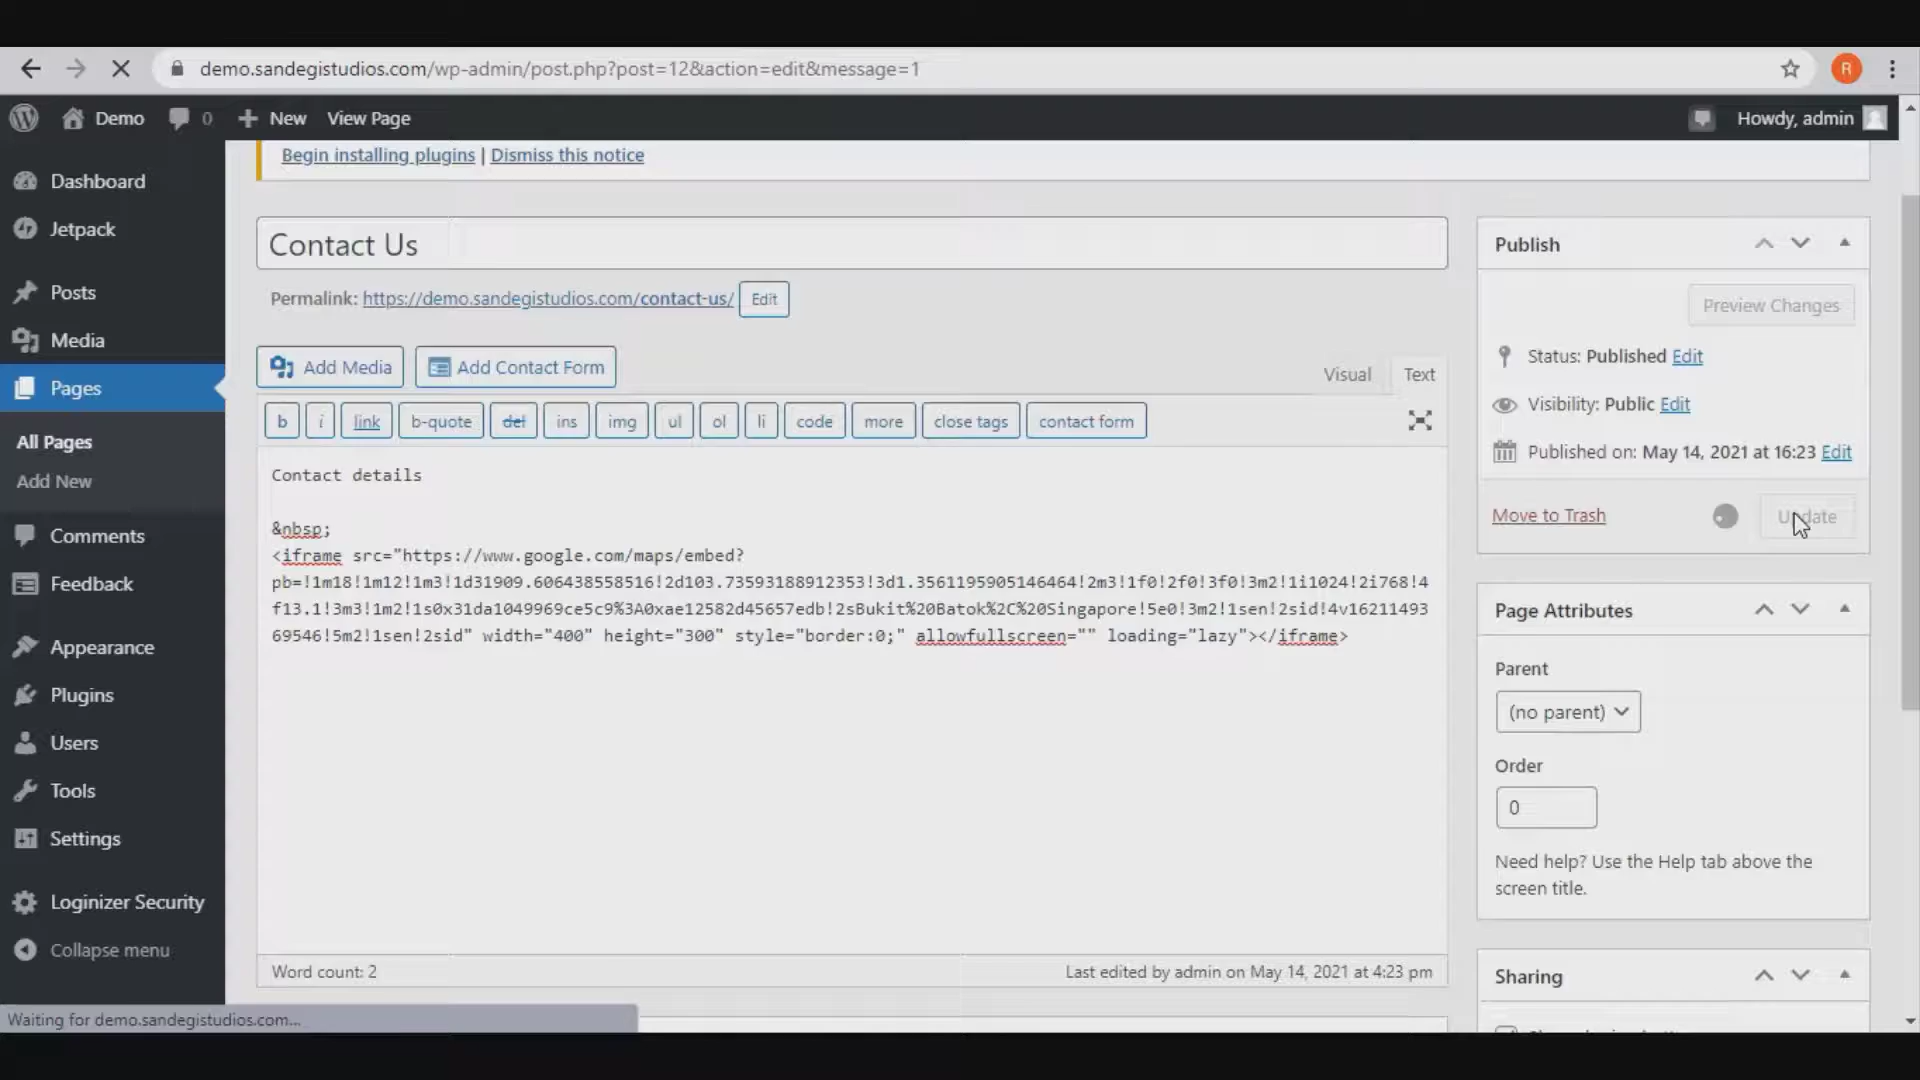 demo.sandegistudios.com/wp-admin/post.php?post=12&action=edit&message=1
R
Demo 0 New View Page Howdy, admin
Begin installing plugins | Dismiss this notice
Dashboard
Jetpack
Posts
Media
Pages
All Pages
Add New
Comments
Feedback
Appearance
Plugins
Users
Tools
Settings
Loginizer Security
Collapse menu
Contact Us
Permalink: https://demo.sandegistudios.com/contact-us/ Edit
Add Media Add Contact Form
Visual Text
b i link b-quote del ins img ul ol li code more close tags contact form
Contact details
&nbsp;
<iframe src="https://www.google.com/maps/embed?
pb=!1m18!1m12!1m3!1d31909.606438558516!2d103.73593188912353!3d1.3561195905146464!2m3!1f0!2f0!3f0!3m2!1i1024!2i768!4
f13.1!3m3!1m2!1s0x31da1049969ce5c9%3A0xae12582d45657edb!2sBukit%20Batok%2C%20Singapore!5e0!3m2!1sen!2sid!4v16211493
69546!5m2!1sen!2sid" width="400" height="300" style="border:0;" allowfullscreen="" loading="lazy"></iframe>
Word count: 2
Last edited by admin on May 14, 2021 at 4:23 pm
Publish
Preview Changes
Status: Published Edit
Visibility: Public Edit
Published on: May 14, 2021 at 16:23 Edit
Move to Trash Update
Page Attributes
Parent
(no parent)
Order
0
Need help? Use the Help tab above the
screen title.
Sharing
Waiting for demo.sandegistudios.com...